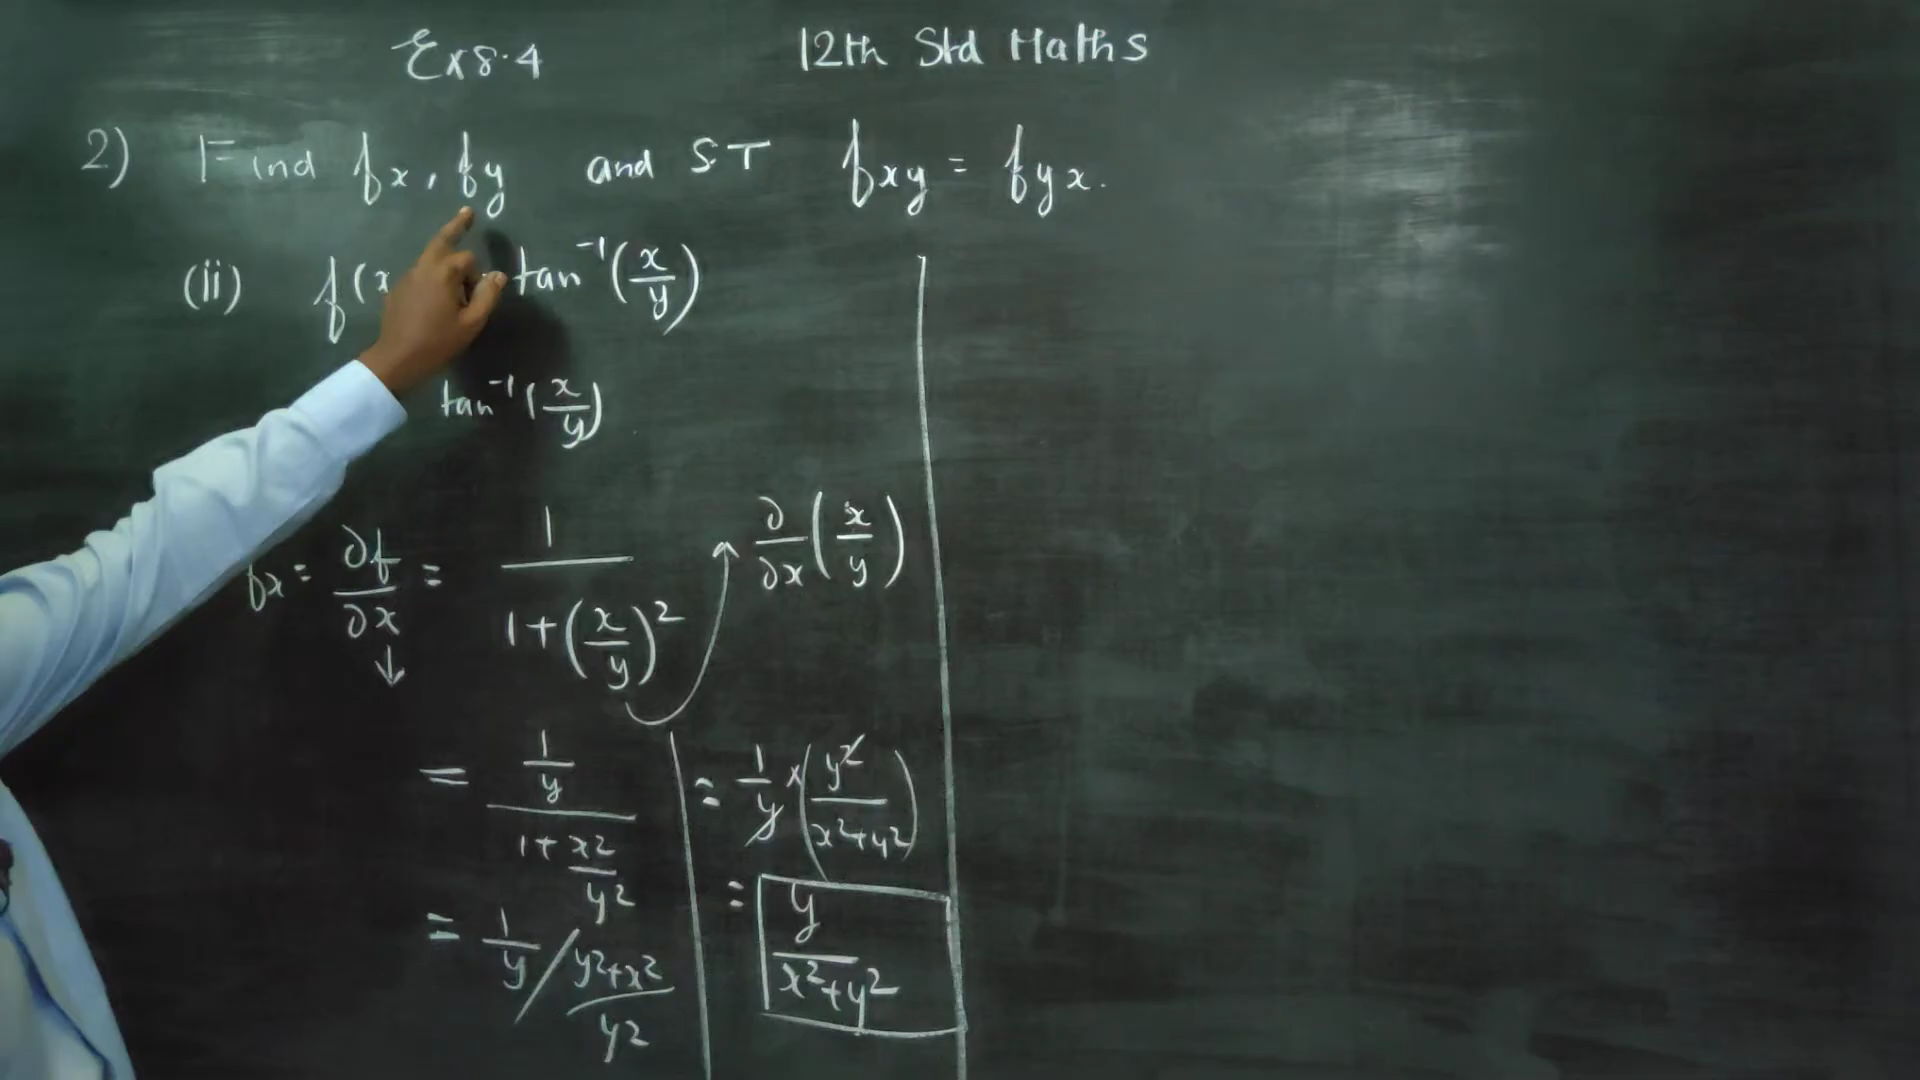 Ex 8.4 12th Std Maths
2) Find fx, fy and S.T fxy = fyx.
(ii) f(x tan⁻¹(x/y)
tan⁻¹(x/y)
fx = ∂f/∂x = 1/(1+(x/y)²) ∂/∂x (x/y)
= (1/y)/(1+x²/y²)
= 1/y / (y²+x²)/y²
= 1/y × (y²/(x²+y²))
= y/(x²+y²)